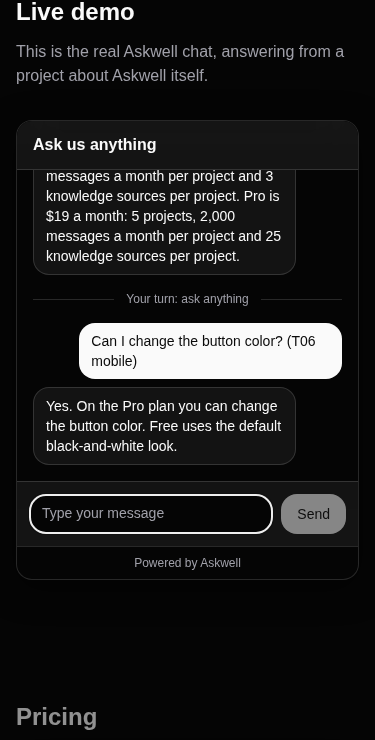 Live demo
This is the real Askwell chat, answering from a
project about Askwell itself.
Ask us anything
messages a month per project and 3
knowledge sources per project. Pro is
$19 a month: 5 projects, 2,000
messages a month per project and 25
knowledge sources per project.
Your turn: ask anything
Can I change the button color? (T06
mobile)
Yes. On the Pro plan you can change
the button color. Free uses the default
black-and-white look.
Type your message
Send
Powered by Askwell
Pricing